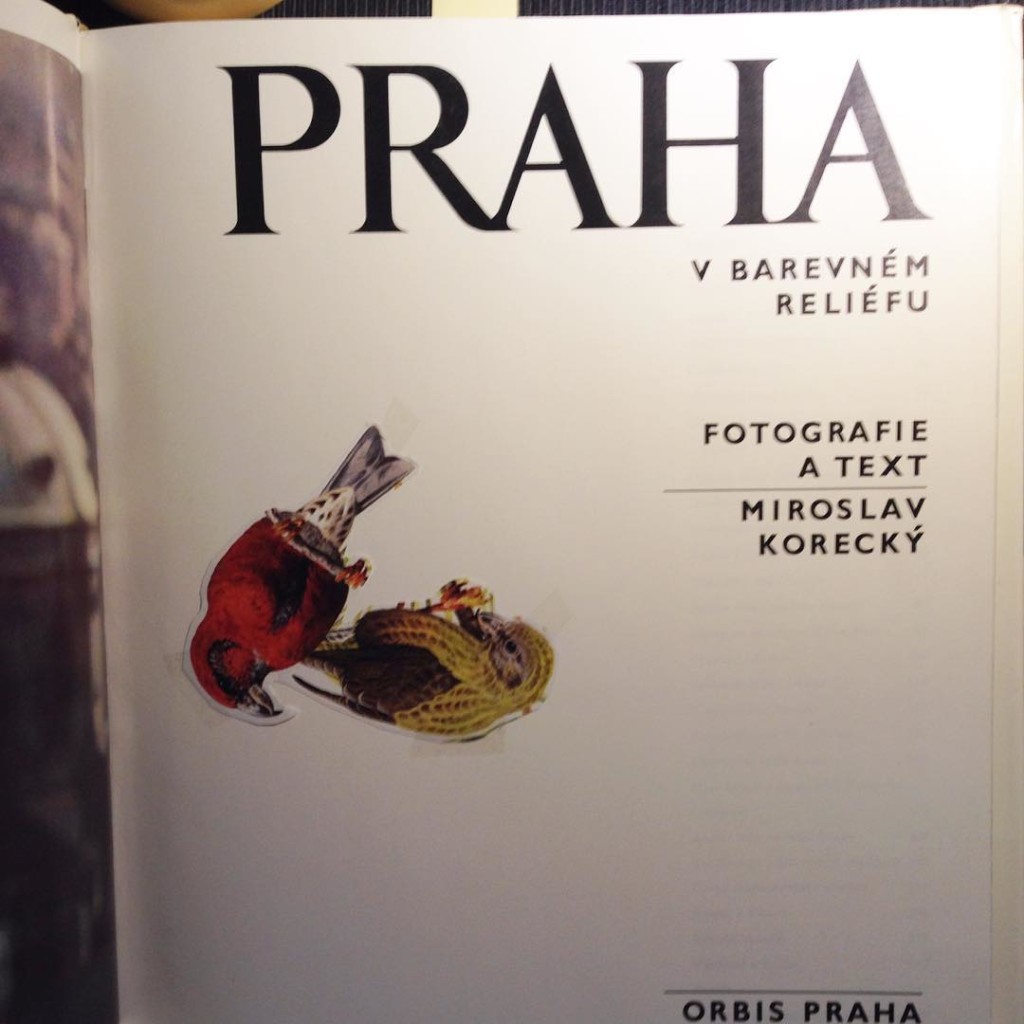 PRAHA
V BAREVNÉM
RELIÉFU
FOTOGRAFIE
A TEXT
MIROSLAV
KORECKÝ
ORBIS PRAHA